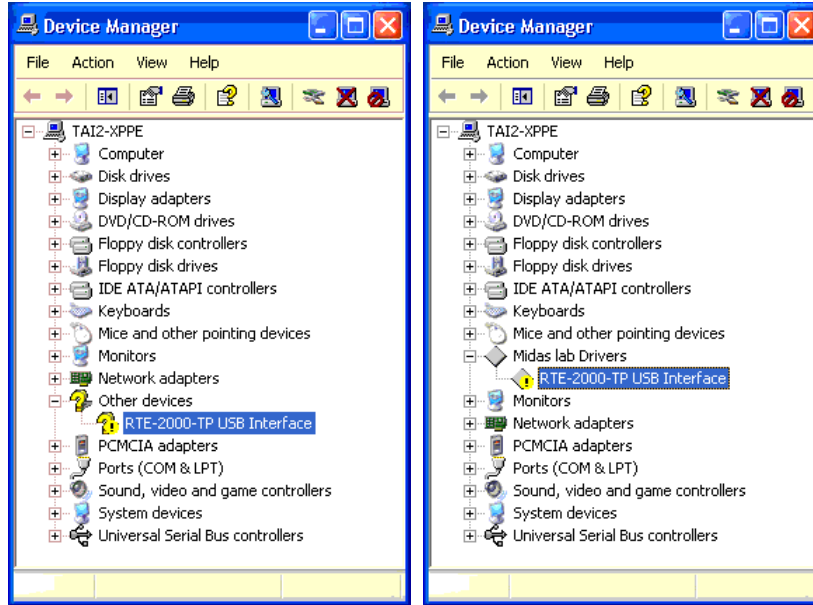 Device Manager
File Action View Help
TAI2-XPPE
Computer
Disk drives
Display adapters
DVD/CD-ROM drives
Floppy disk controllers
Floppy disk drives
IDE ATA/ATAPI controllers
Keyboards
Mice and other pointing devices
Monitors
Network adapters
Other devices
RTE-2000-TP USB Interface
PCMCIA adapters
Ports (COM & LPT)
Sound, video and game controllers
System devices
Universal Serial Bus controllers
Device Manager
File Action View Help
TAI2-XPPE
Computer
Disk drives
Display adapters
DVD/CD-ROM drives
Floppy disk controllers
Floppy disk drives
IDE ATA/ATAPI controllers
Keyboards
Mice and other pointing devices
Midas lab Drivers
RTE-2000-TP USB Interface
Monitors
Network adapters
PCMCIA adapters
Ports (COM & LPT)
Sound, video and game controllers
System devices
Universal Serial Bus controllers